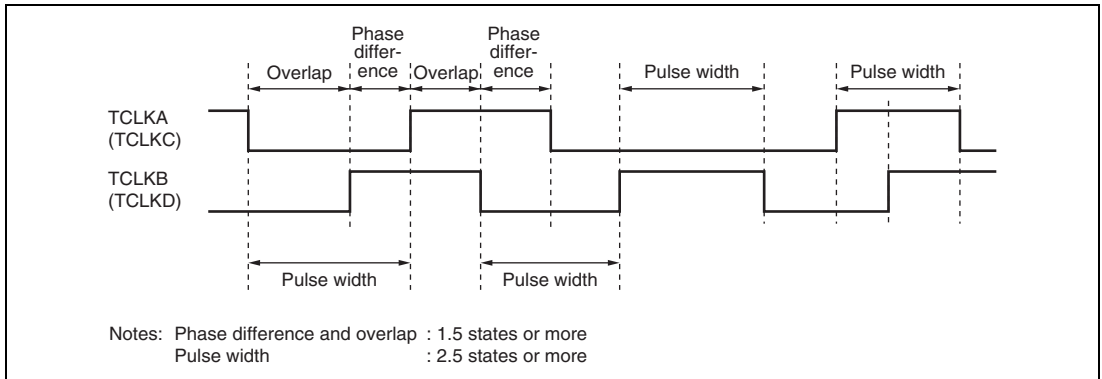 Phase
differ-
ence
Phase
differ-
ence
Overlap
Overlap
Pulse width
Pulse width
TCLKA
(TCLKC)
TCLKB
(TCLKD)
Pulse width
Pulse width
Notes: Phase difference and overlap : 1.5 states or more
Pulse width : 2.5 states or more